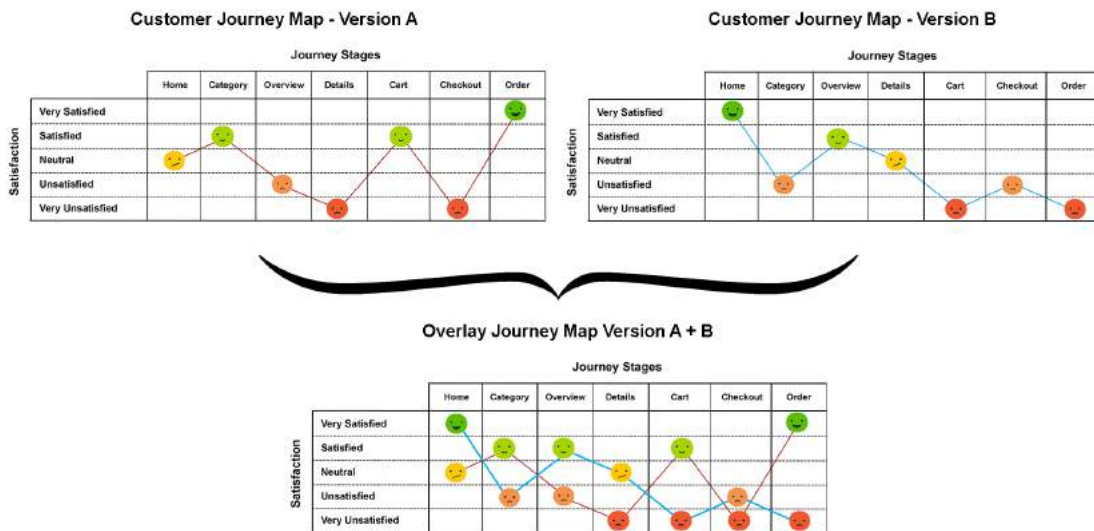 Customer Journey Map - Version A
Journey Stages
Home Category Overview Details Cart Checkout Order
Satisfaction
Very Satisfied
Satisfied
Neutral
Unsatisfied
Very Unsatisfied
Customer Journey Map - Version B
Journey Stages
Home Category Overview Details Cart Checkout Order
Satisfaction
Very Satisfied
Satisfied
Neutral
Unsatisfied
Very Unsatisfied
Overlay Journey Map Version A + B
Journey Stages
Home Category Overview Details Cart Checkout Order
Satisfaction
Very Satisfied
Satisfied
Neutral
Unsatisfied
Very Unsatisfied